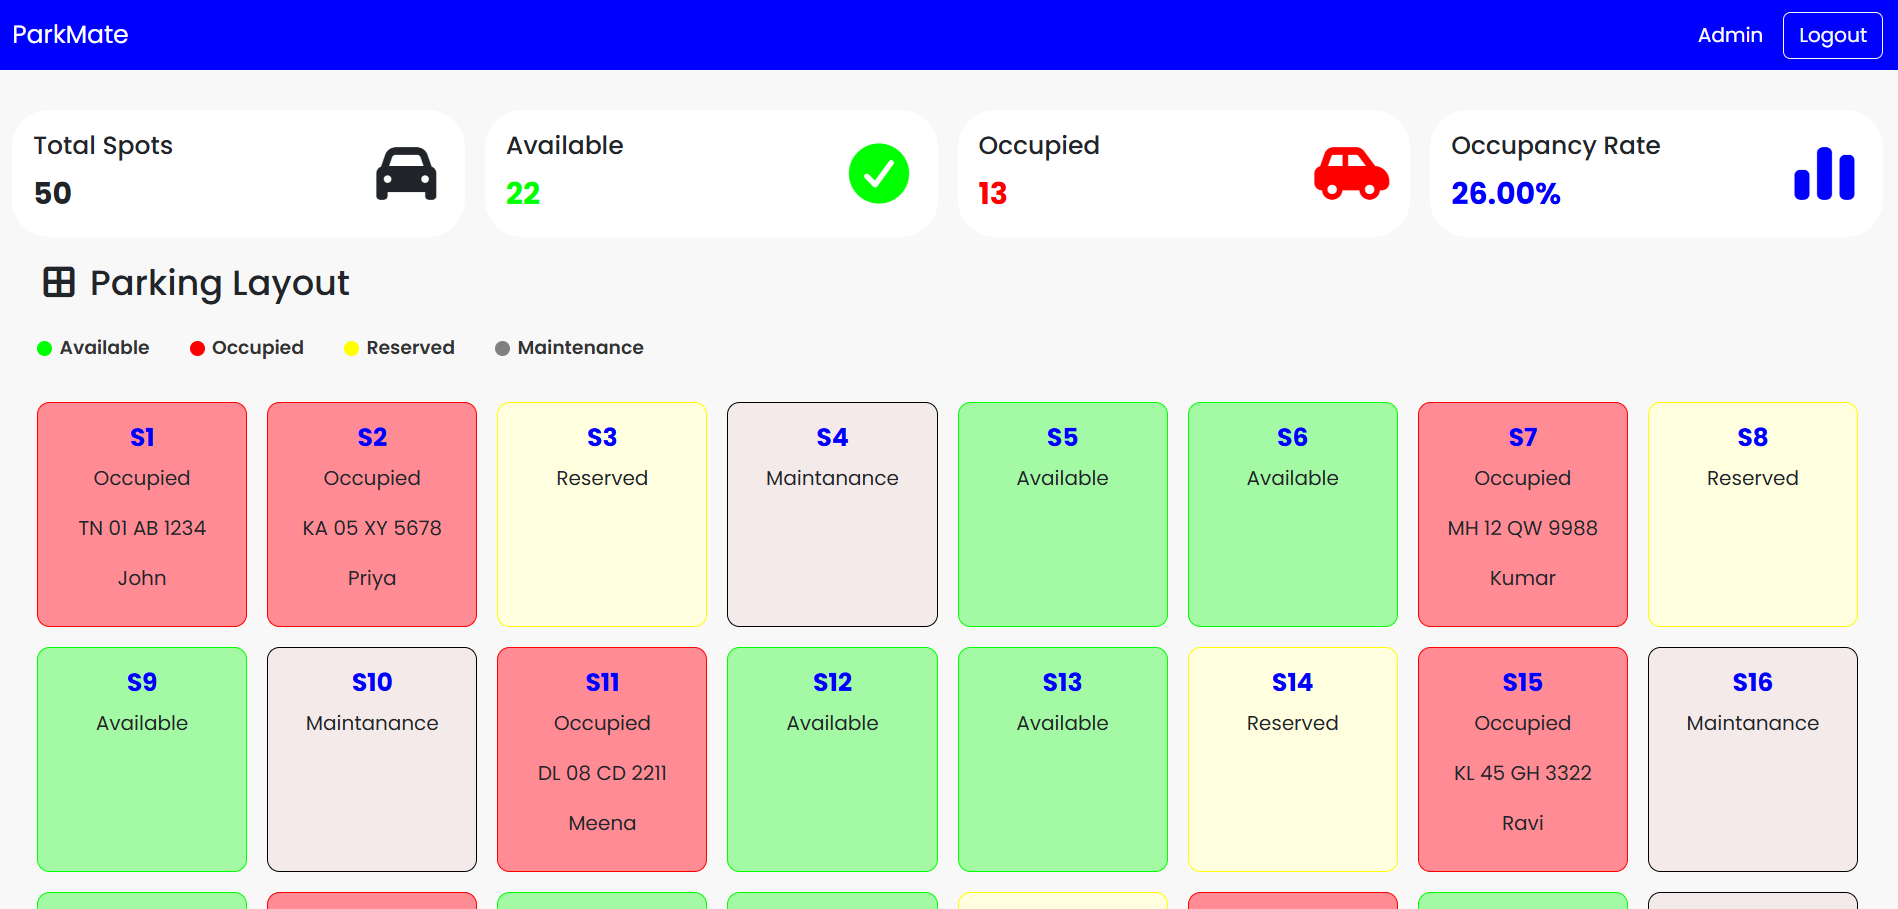 ParkMate Admin Logout
Total Spots Available Occupied Occupancy Rate
50 22 13 26.00%
Parking Layout
Available Occupied Reserved Maintenance
S1 S2 S3 S4 S5 S6 S7 S8
Occupied Occupied Reserved Maintanance Available Available Occupied Reserved
TN 01 AB 1234 KA 05 XY 5678 MH 12 QW 9988
John Priya Kumar
S9 S10 S11 S12 S13 S14 S15 S16
Available Maintanance Occupied Available Available Reserved Occupied Maintanance
DL 08 CD 2211 KL 45 GH 3322
Meena Ravi